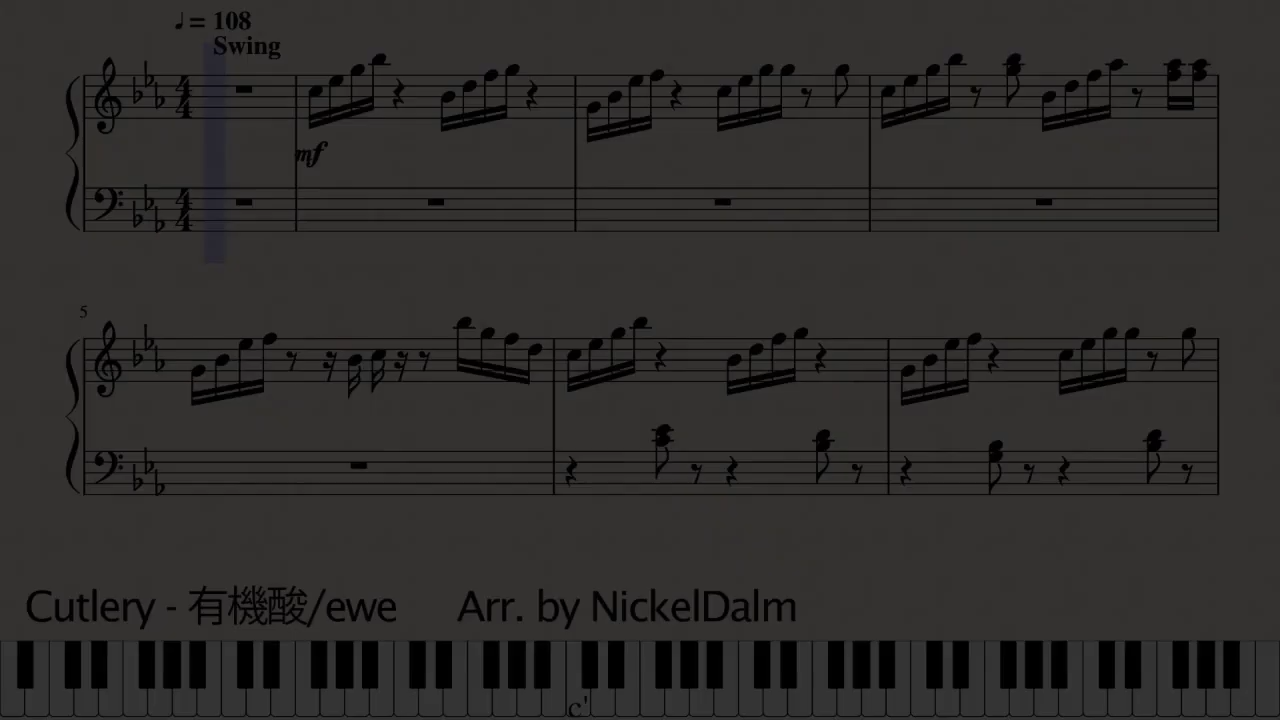 ♩ = 108
Swing
mf
5
Cutlery - 有機酸/ewe Arr. by NickelDalm
c'